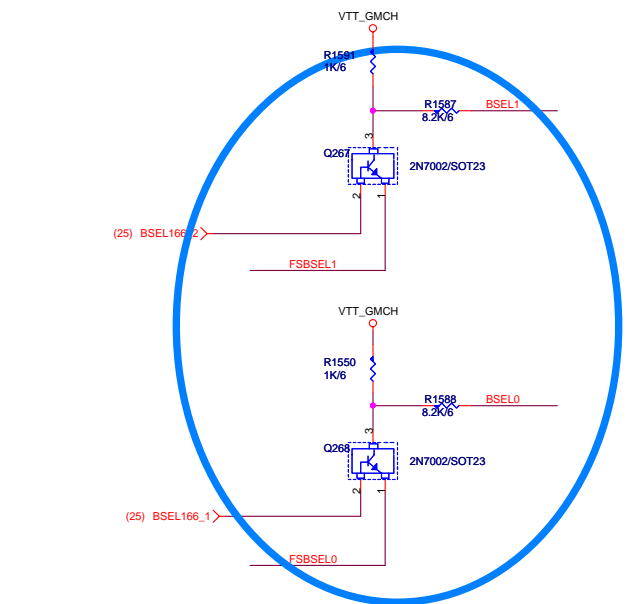 VTT_GMCH
R1591
1K/6
R1587
BSEL1
8.2K/6
3
Q267
2N7002/SOT23
2
1
(25) BSEL166_2
FSBSEL1
VTT_GMCH
R1550
1K/6
R1588
BSEL0
8.2K/6
3
Q268
2N7002/SOT23
2
1
(25) BSEL166_1
FSBSEL0